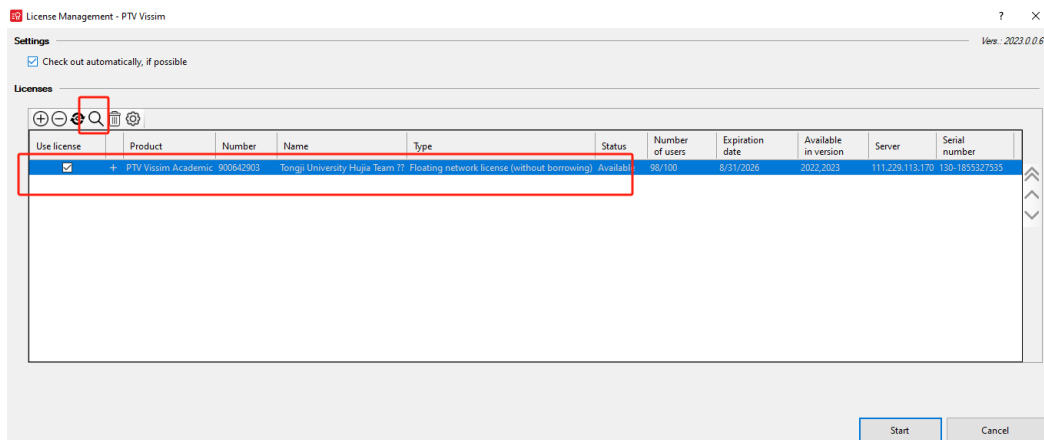 License Management - PTV Vissim
Settings
Vers.: 2023.0.0.6
Check out automatically, if possible
Licenses
Use license Product Number Name Type Status Number of users Expiration date Available in version Server Serial number
+ PTV Vissim Academic 900642903 Tongji University Hujia Team ?? Floating network license (without borrowing) Available 98/100 8/31/2026 2022,2023 111.229.113.170 130-1855327535
Start Cancel